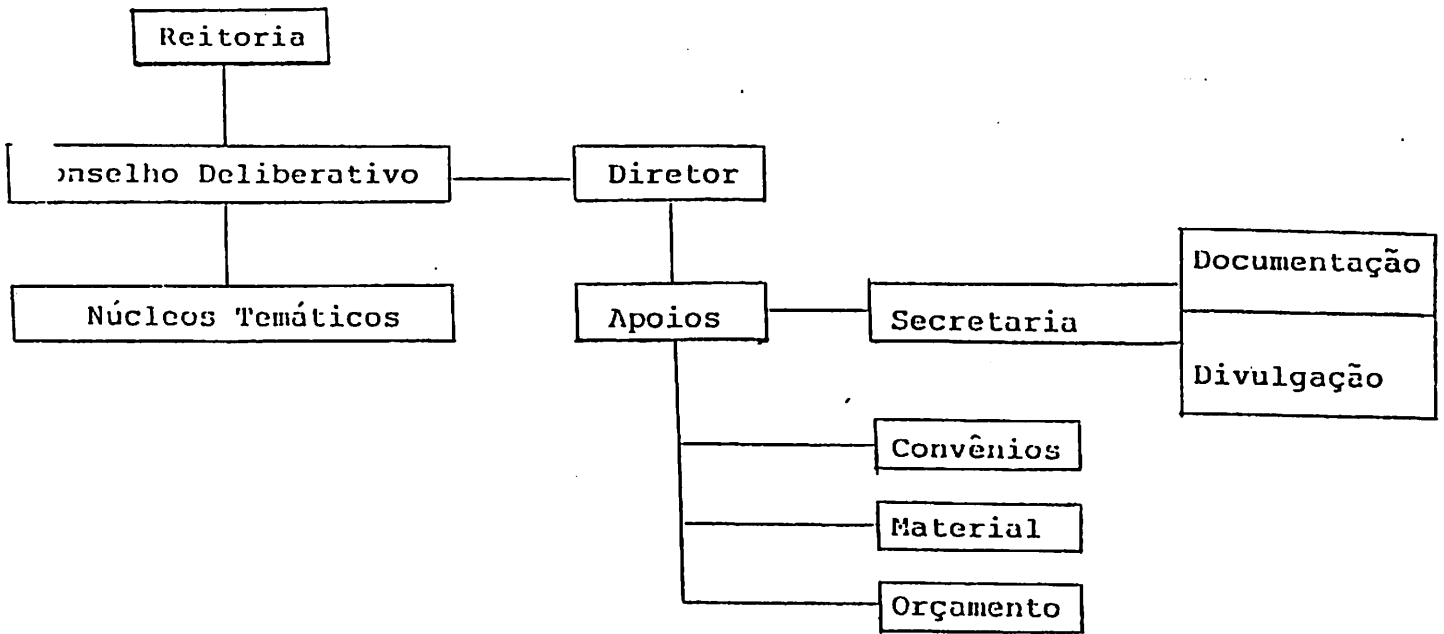 Reitoria
onselho Deliberativo
Diretor
Núcleos Temáticos
Apoios
Secretaria
Documentação
Divulgação
Convênios
Material
Orçamento